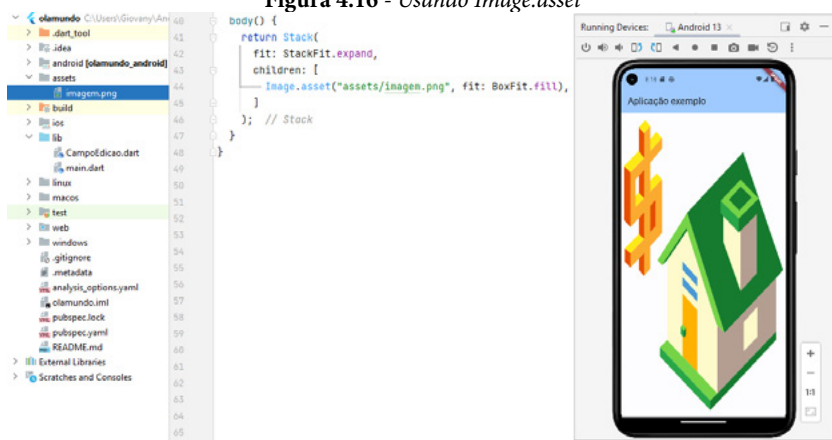 Figura 4.16 - Usando Image.asset
olamundo C:\Users\Giovany\An
.dart_tool
.idea
android [olamundo_android]
assets
imagem.png
build
ios
lib
CampoEdicao.dart
main.dart
linux
macos
test
web
windows
.gitignore
.metadata
analysis_options.yaml
olamundo.iml
pubspec.lock
pubspec.yaml
README.md
External Libraries
Scratches and Consoles
40 body() {
41 return Stack(
42 fit: StackFit.expand,
43 children: [
44 Image.asset("assets/imagem.png", fit: BoxFit.fill),
45 ]
46 ); // Stack
47 }
48 }
49
50
51
52
53
54
55
56
57
58
59
60
61
62
63
64
65
Running Devices: Android 13
Aplicação exemplo
1:1